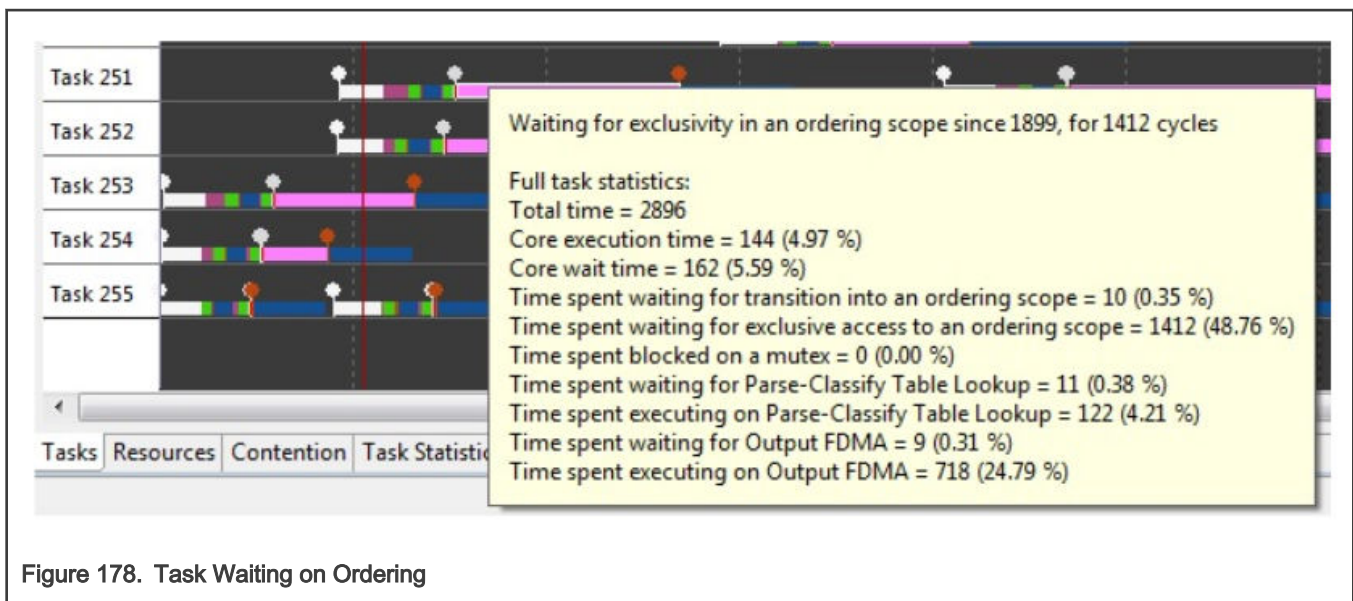 Task 251
Task 252
Task 253
Task 254
Task 255
Waiting for exclusivity in an ordering scope since 1899, for 1412 cycles
Full task statistics:
Total time = 2896
Core execution time = 144 (4.97 %)
Core wait time = 162 (5.59 %)
Time spent waiting for transition into an ordering scope = 10 (0.35 %)
Time spent waiting for exclusive access to an ordering scope = 1412 (48.76 %)
Time spent blocked on a mutex = 0 (0.00 %)
Time spent waiting for Parse-Classify Table Lookup = 11 (0.38 %)
Time spent executing on Parse-Classify Table Lookup = 122 (4.21 %)
Time spent waiting for Output FDMA = 9 (0.31 %)
Time spent executing on Output FDMA = 718 (24.79 %)
Tasks Resources Contention Task Statistic
Figure 178. Task Waiting on Ordering